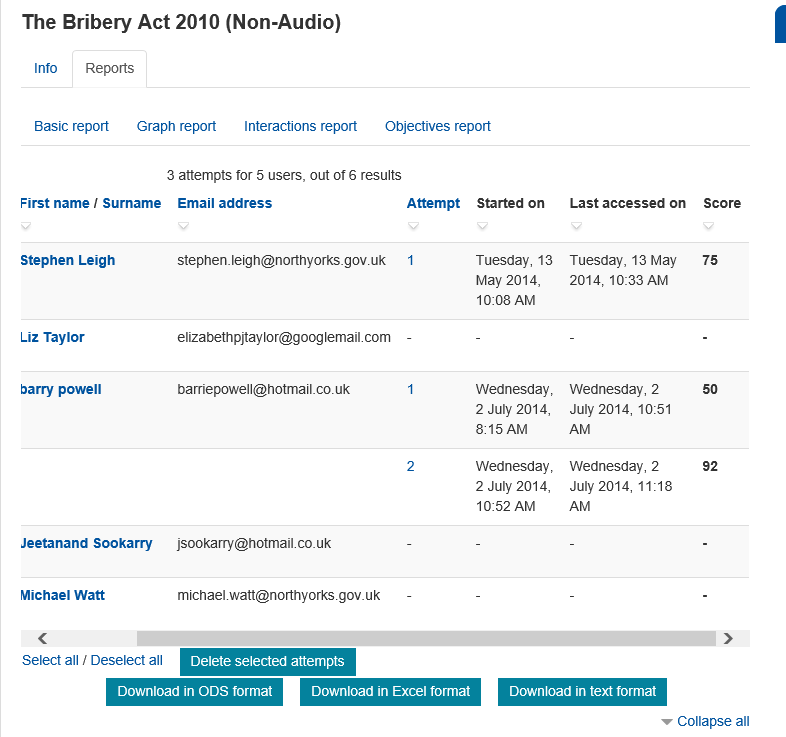 The Bribery Act 2010 (Non-Audio)
Info Reports
Basic report Graph report Interactions report Objectives report
3 attempts for 5 users, out of 6 results
First name / Surname Email address Attempt Started on Last accessed on Score
Stephen Leigh stephen.leigh@northyorks.gov.uk 1 Tuesday, 13 Tuesday, 13 May 75
May 2014, 2014, 10:33 AM
10:08 AM
Liz Taylor elizabethpjtaylor@googlemail.com - - - -
barry powell barriepowell@hotmail.co.uk 1 Wednesday, Wednesday, 2 50
2 July 2014, July 2014, 10:51
8:15 AM AM
2 Wednesday, Wednesday, 2 92
2 July 2014, July 2014, 11:18
10:52 AM AM
Jeetanand Sookarry jsookarry@hotmail.co.uk - - - -
Michael Watt michael.watt@northyorks.gov.uk - - - -
Select all / Deselect all Delete selected attempts
Download in ODS format Download in Excel format Download in text format
Collapse all